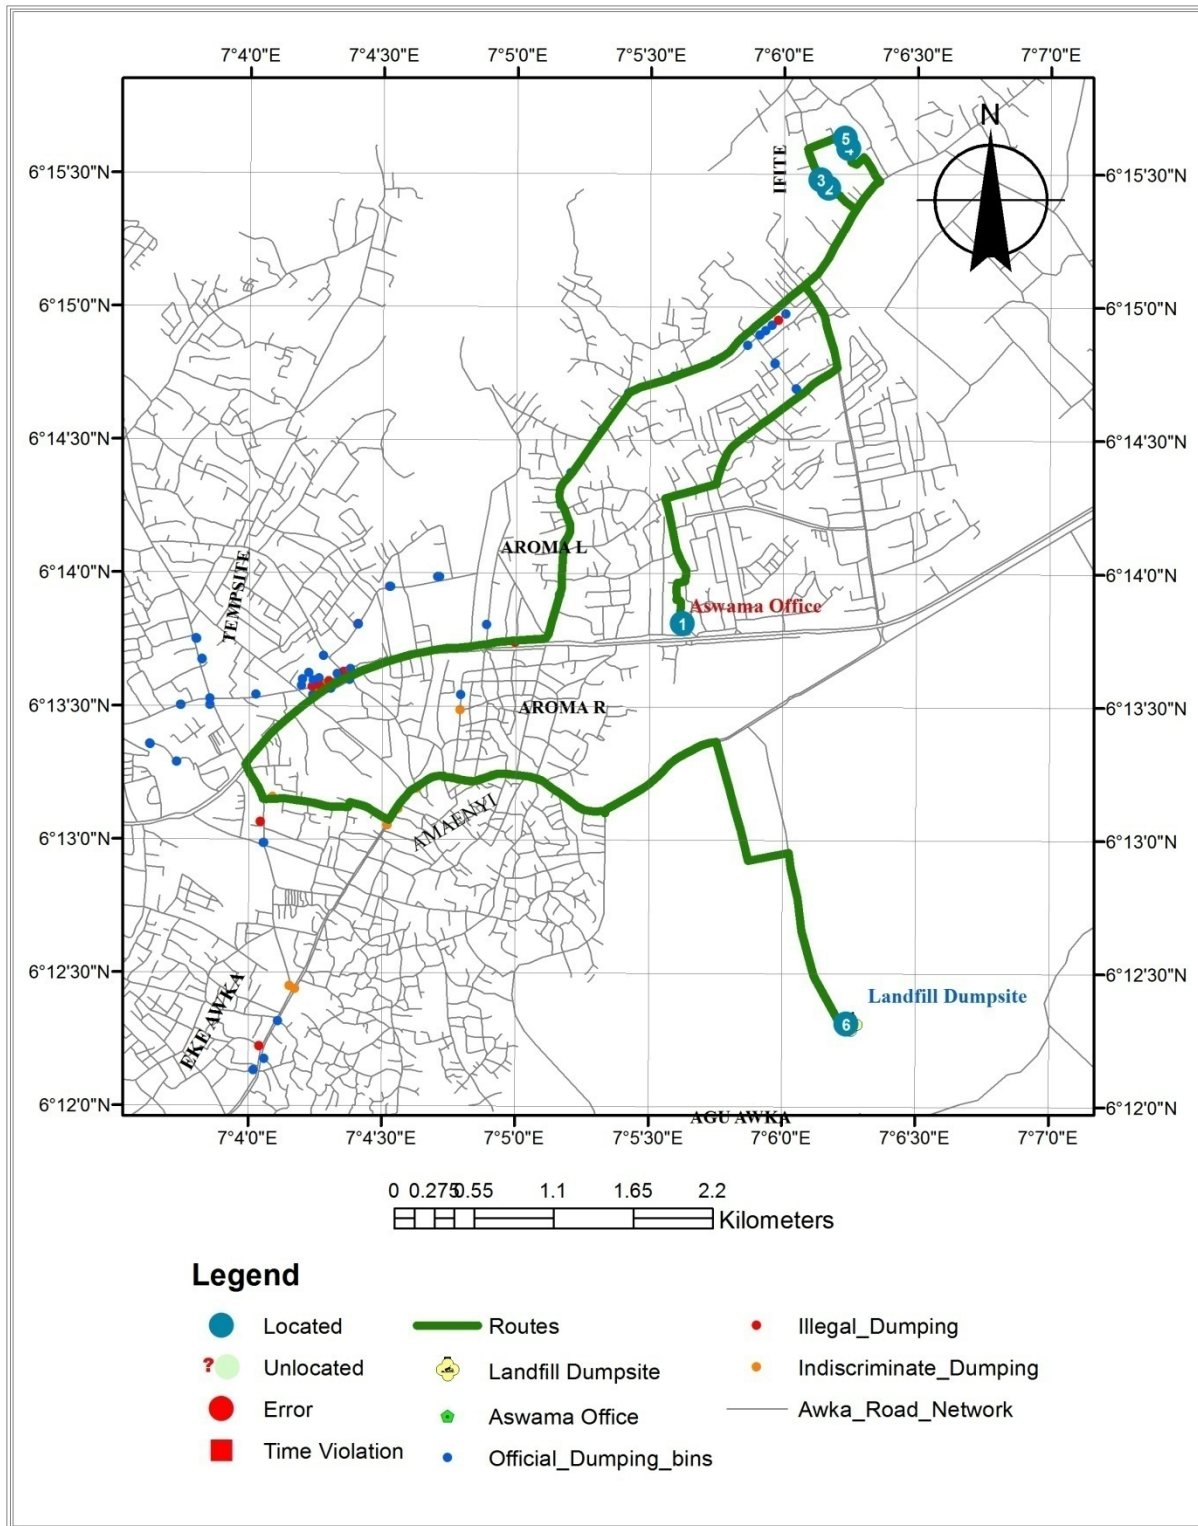 7°4'0"E 7°4'30"E 7°5'0"E 7°5'30"E 7°6'0"E 7°6'30"E 7°7'0"E
N
5
4
6°15'30"N IFITE 3 2 6°15'30"N
6°15'0"N 6°15'0"N
6°14'30"N 6°14'30"N
AROMA L
6°14'0"N 6°14'0"N
TEMPSITE
Aswama Office
1
6°13'30"N AROMA R 6°13'30"N
AMAENYI
6°13'0"N 6°13'0"N
6°12'30"N 6°12'30"N
EKE AWKA
Landfill Dumpsite
6
6°12'0"N AGU AWKA 6°12'0"N
7°4'0"E 7°4'30"E 7°5'0"E 7°5'30"E 7°6'0"E 7°6'30"E 7°7'0"E
0 0.275 0.55 1.1 1.65 2.2
Kilometers
Legend
Located
? Unlocated
Error
Time Violation
Routes
Landfill Dumpsite
Aswama Office
Official_Dumping_bins
Illegal_Dumping
Indiscriminate_Dumping
Awka_Road_Network